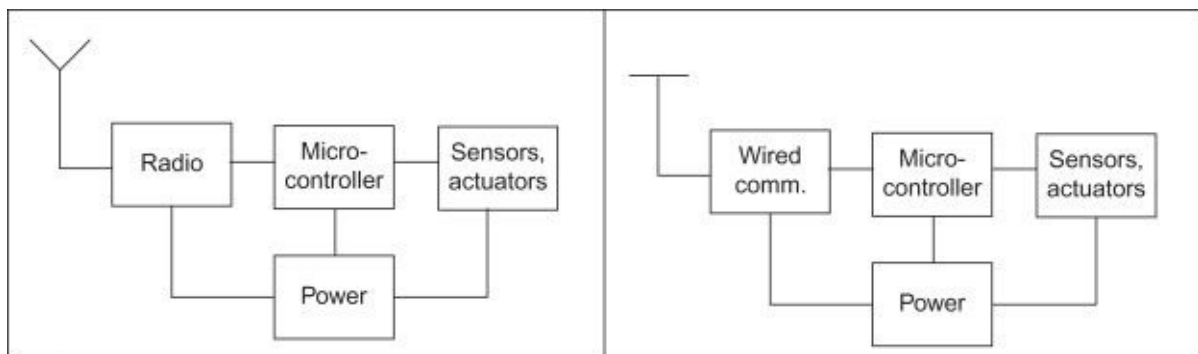 Radio
Micro-
controller
Sensors,
actuators
Power
Wired
comm.
Micro-
controller
Sensors,
actuators
Power